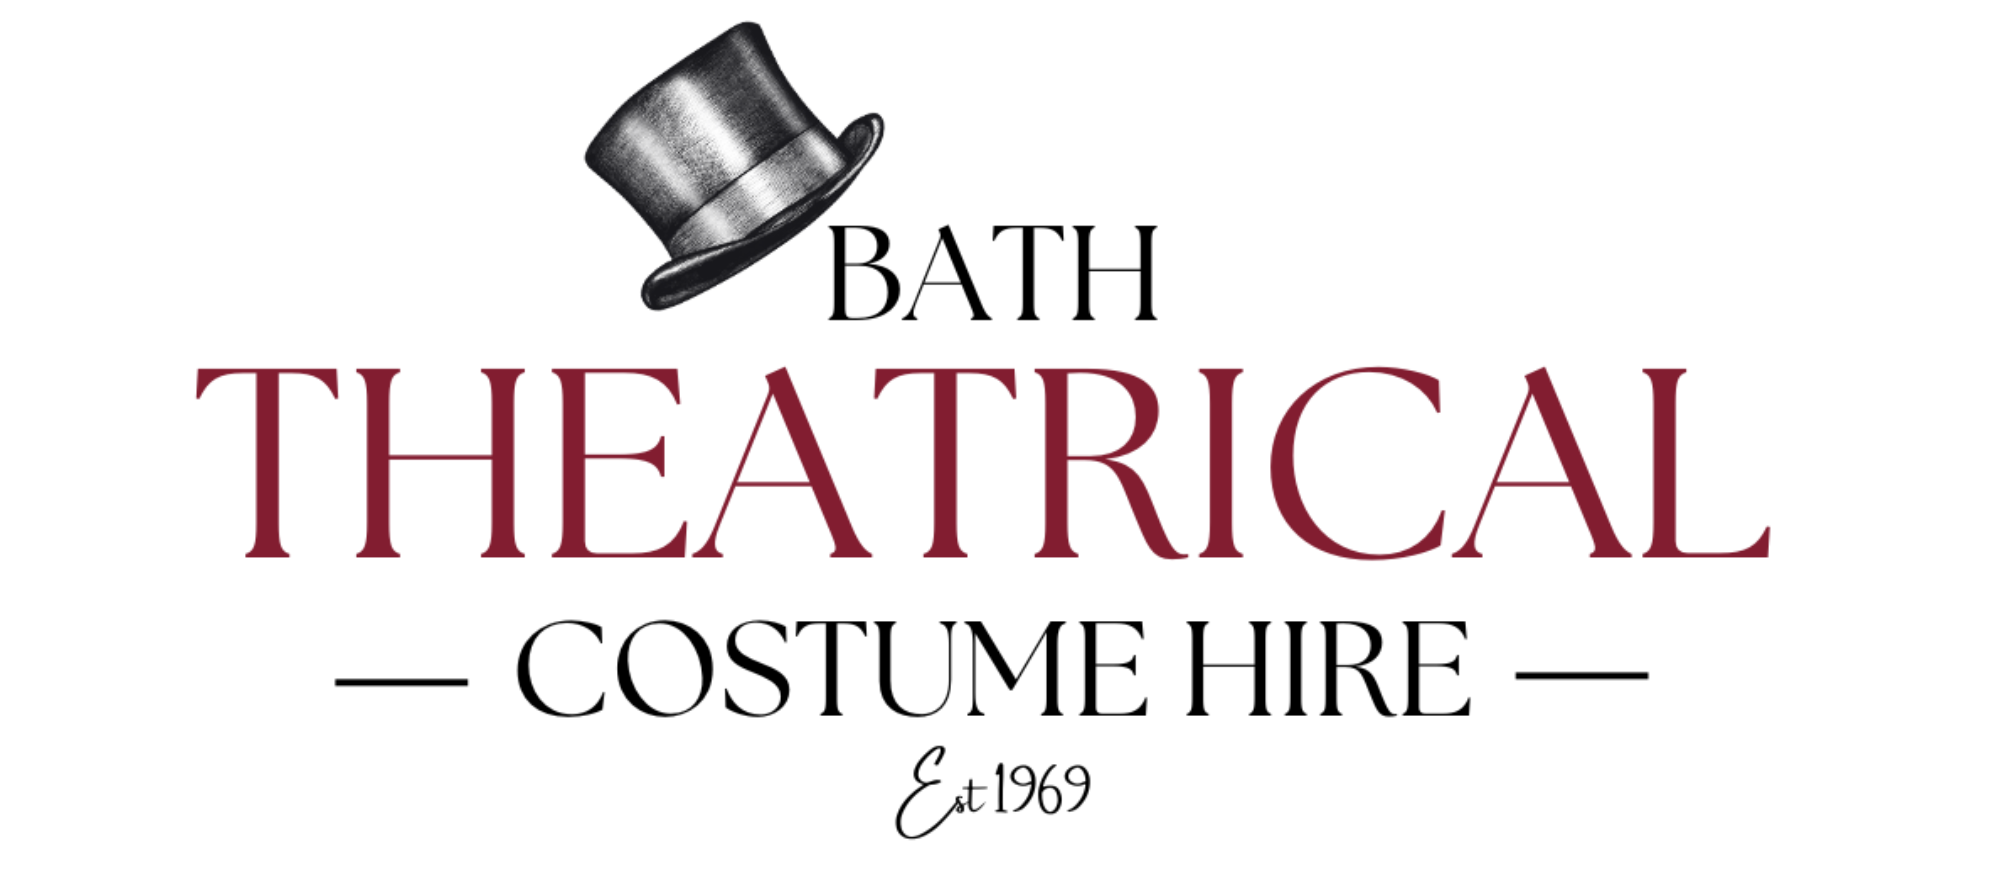 BATH
THEATRICAL
— COSTUME HIRE —
Est 1969